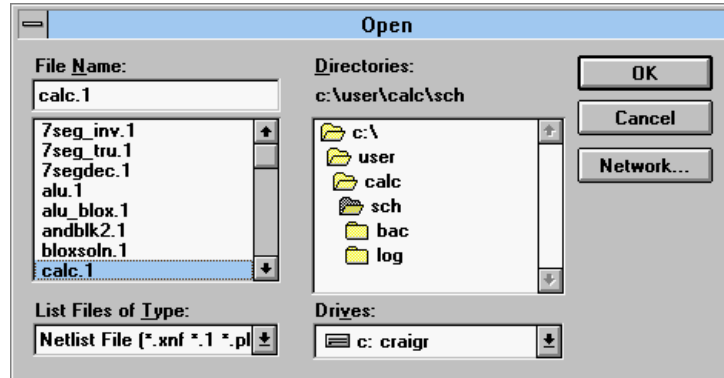 Open
File Name:
calc.1
7seg_inv.1
7seg_tru.1
7segdec.1
alu.1
alu_blox.1
andblk2.1
bloxsoln.1
calc.1
List Files of Type:
Netlist File (*.xnf *.1 *.pl
Directories:
c:\user\calc\sch
c:\
user
calc
sch
bac
log
Drives:
c: craigr
OK
Cancel
Network...